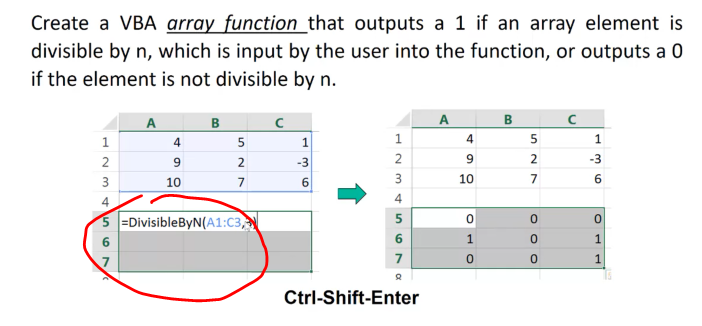 Create a VBA array function that outputs a 1 if an array element is
divisible by n, which is input by the user into the function, or outputs a 0
if the element is not divisible by n.
A B C
1 4 5 1
2 9 2 -3
3 10 7 6
4
5 =DivisibleByN(A1:C3,3)
6
7
A B C
1 4 5 1
2 9 2 -3
3 10 7 6
4
5 0 0 0
6 1 0 1
7 0 0 1
8
Ctrl-Shift-Enter